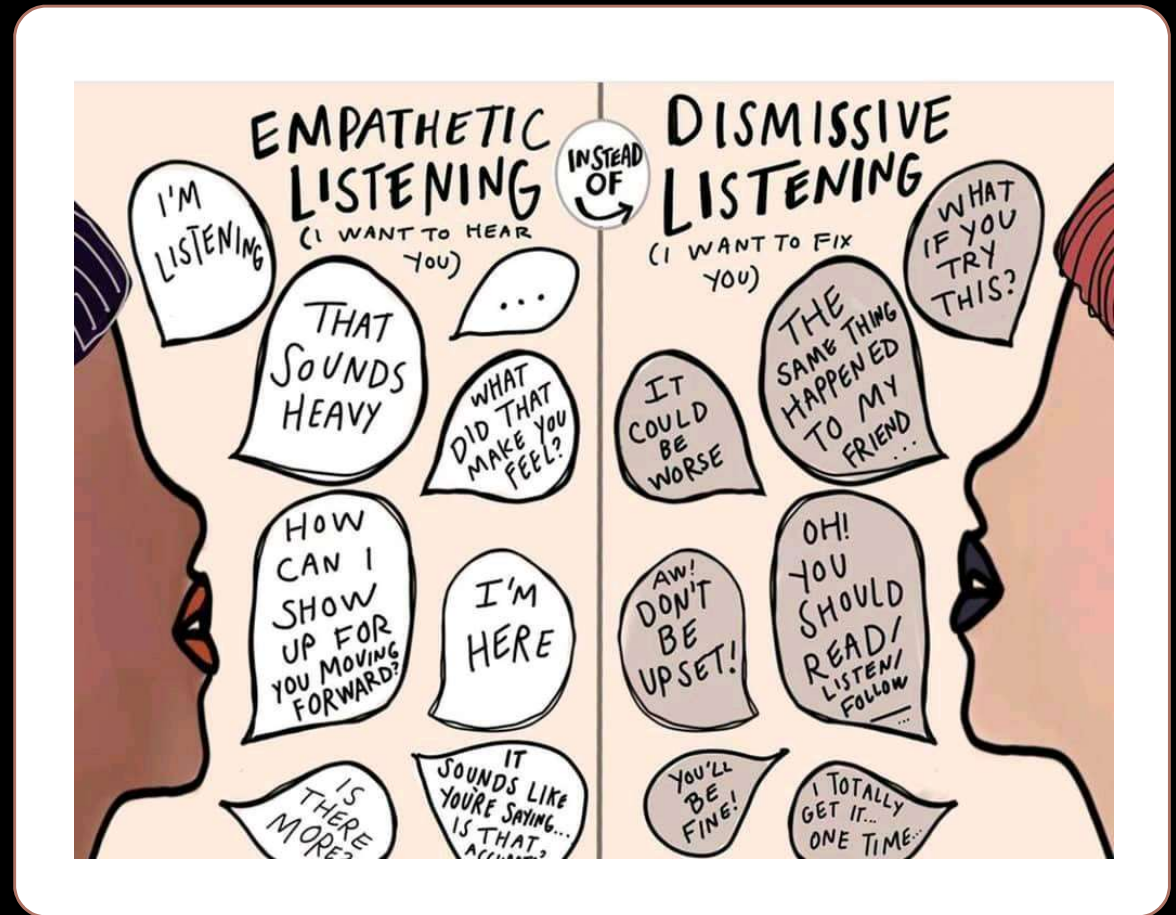 EMPATHETIC
LISTENING
(I WANT TO HEAR
YOU)
I'M
LISTENING
...
THAT
SOUNDS
HEAVY
WHAT
DID THAT
MAKE YOU
FEEL?
HOW
CAN I
SHOW
UP FOR
YOU MOVING
FORWARD?
I'M
HERE
IS
THERE
MORE?
IT
SOUNDS LIKE
YOU'RE SAYING...
IS THAT
INSTEAD
OF
DISMISSIVE
LISTENING
(I WANT TO FIX
YOU)
WHAT
IF YOU
TRY
THIS?
THE
SAME THING
HAPPENED
TO MY
FRIEND
...
IT
COULD
BE
WORSE
OH!
YOU
SHOULD
READ/
LISTEN/
FOLLOW
...
AW!
DON'T
BE
UPSET!
YOU'LL
BE
FINE!
I TOTALLY
GET IT...
ONE TIME...